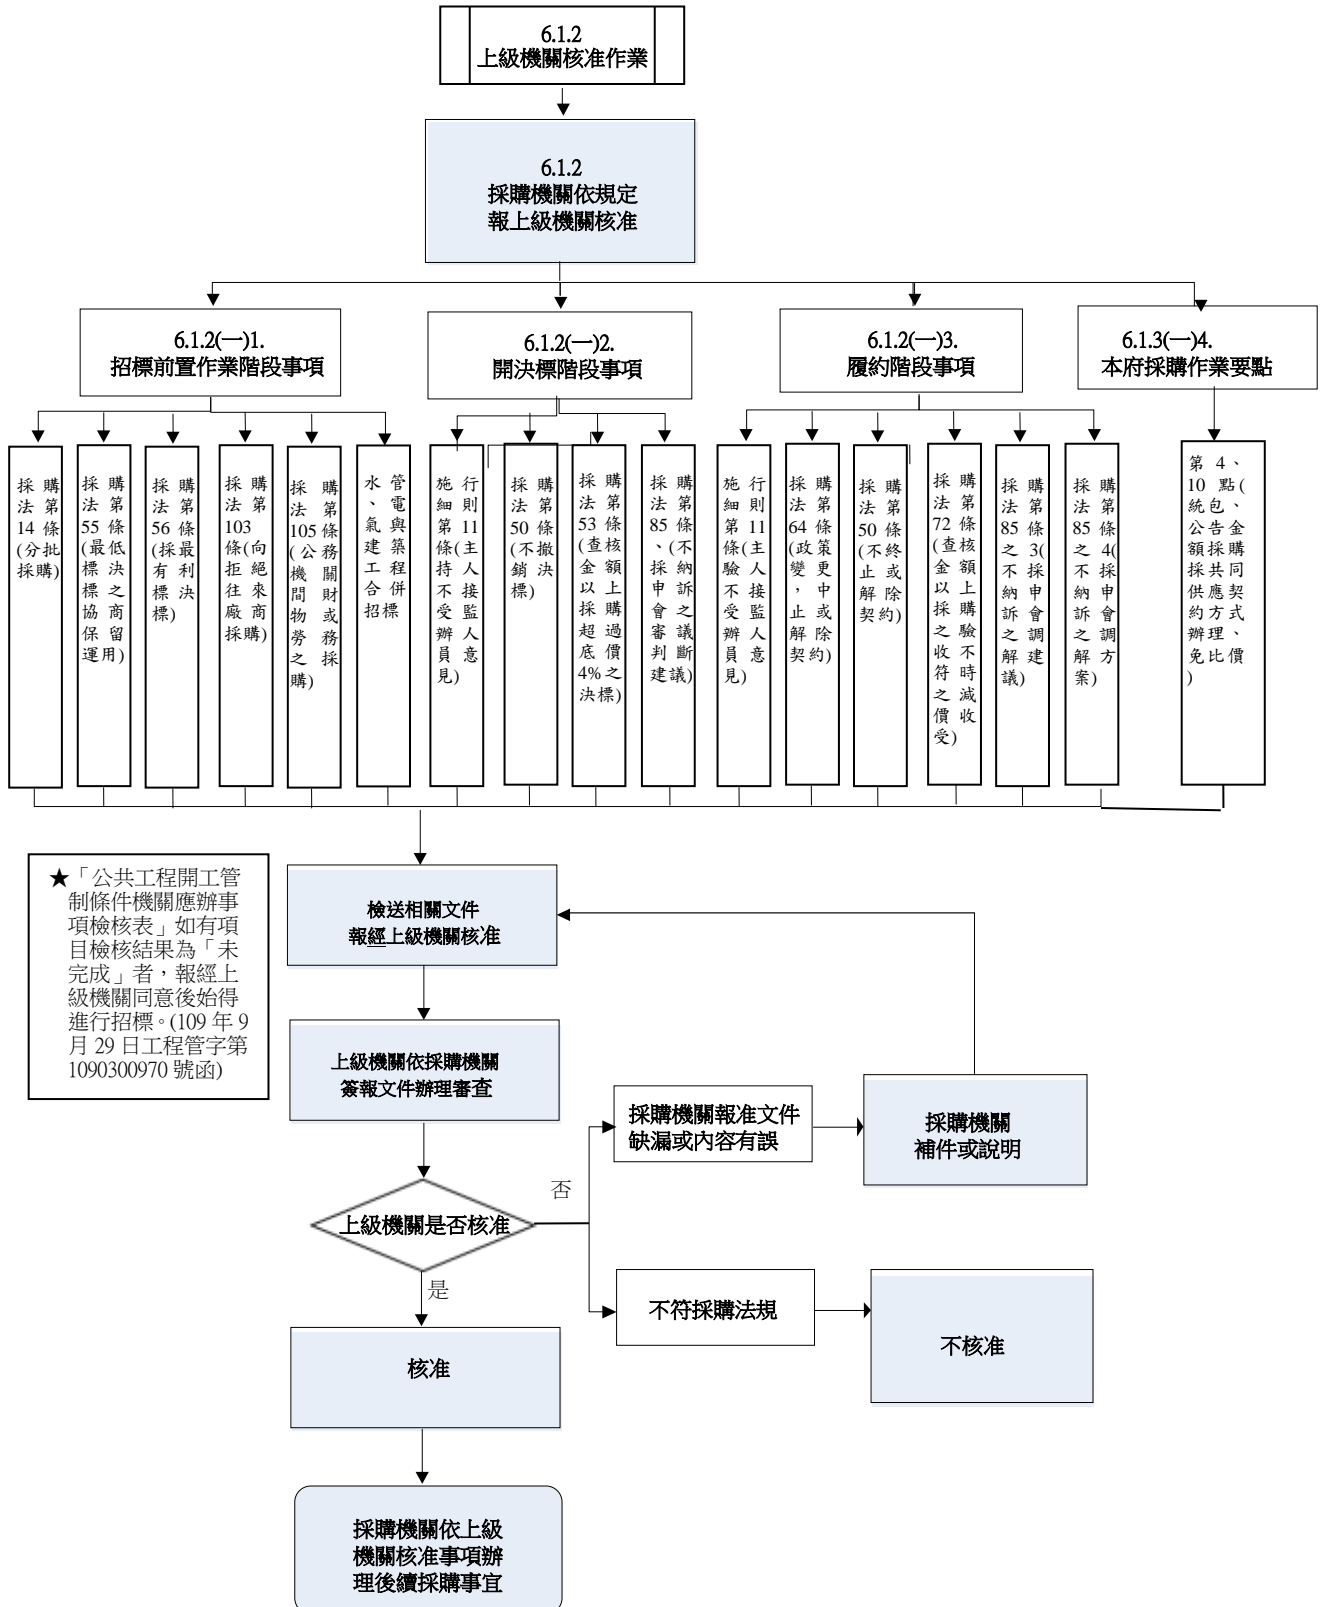 6.1.2
上級機關核准作業
6.1.2
採購機關依規定
報上級機關核准
6.1.2(一)1.
招標前置作業階段事項
6.1.2(一)2.
開決標階段事項
6.1.2(一)3.
履約階段事項
6.1.3(一)4.
本府採購作業要點
採購
法第
14條
(分批
採購)
採購
法第
55條
(最低
標決
標之
協商
保留
運用)
採購
法第
56條
(採最
有利
標決
標)
採購
法第
103
條(向
拒絕
往來
廠商
採購)
採購
法第
105條
(公務
機關
間財
物或
勞務
之採
購)
水管
、電
氣與
建築
工程
合併
招標
施行
細則
第11
條(主
持人
不接
受監
辦人
員意
見)
採購
法第
50條
(不撤
銷決
標)
採購
法第
53條
(查核
金額
以上
採購
超過
底價
4%之
決標)
採購
法第
85條
、(不
採納
申訴
會之
審議
判斷
建議)
施行
細則
第11
條(主
驗人
不接
受監
辦人
員意
見)
採購
法第
64條
(政策
變更
，中
止或
解除
契約)
採購
法第
50條
(不終
止或
解除
契約)
採購
法第
72條
(查核
金額
以上
採購
之驗
收不
符時
之減
價收
受)
採購
法第
85條
之3(
不採
納申
訴會
之調
解建
議)
採購
法第
85條
之4(
不採
納申
訴會
之調
解方
案)
第4、
10點(
統包、
公告金
額採購
採共同
供應契
約方式
辦理、
免比價
)
★「公共工程開工管
制條件機關應辦事
項檢核表」如有項
目檢核結果為「未
完成」者，報經上
級機關同意後始得
進行招標。(109 年 9
月 29 日工程管字第
1090300970 號函)
檢送相關文件
報經上級機關核准
上級機關依採購機關
簽報文件辦理審查
採購機關報准文件
缺漏或內容有誤
採購機關
補件或說明
否
上級機關是否核准
是
不符採購法規
不核准
核准
採購機關依上級
機關核准事項辦
理後續採購事宜